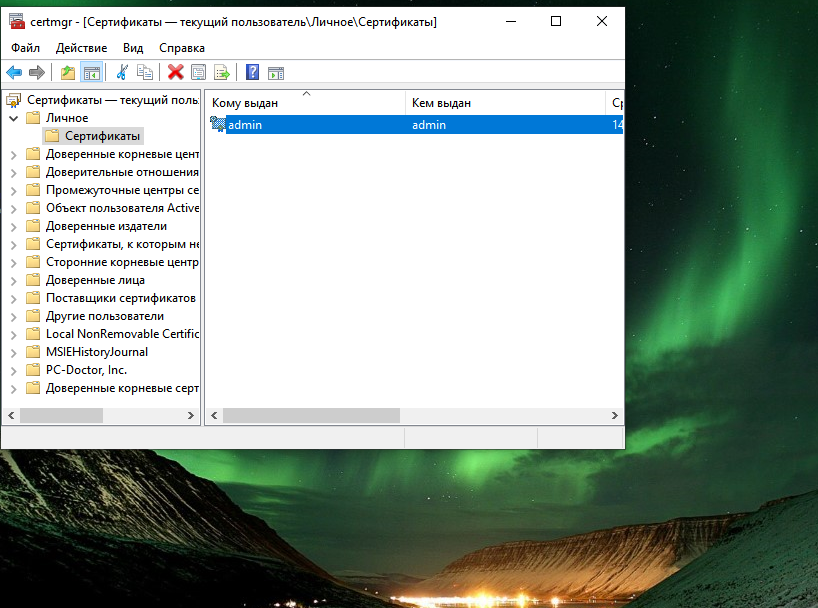 certmgr - [Сертификаты — текущий пользователь\Личное\Сертификаты]
Файл Действие Вид Справка
Сертификаты — текущий поль
Личное
Сертификаты
Доверенные корневые цент
Доверительные отношения
Промежуточные центры се
Объект пользователя Active
Доверенные издатели
Сертификаты, к которым не
Сторонние корневые центр
Доверенные лица
Поставщики сертификатов
Другие пользователи
Local NonRemovable Certific
MSIEHistoryJournal
PC-Doctor, Inc.
Доверенные корневые серт
Кому выдан Кем выдан Ср
admin admin 14